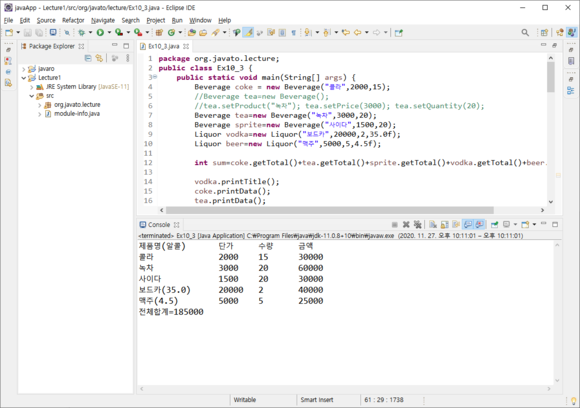 javaApp - Lecture1/src/org/javato/lecture/Ex10_3.java - Eclipse IDE
File Edit Source Refactor Navigate Search Project Run Window Help
Package Explorer
Ex10_3.java
javaro
Lecture1
JRE System Library [JavaSE-11]
src
org.javato.lecture
module-info.java
1 package org.javato.lecture;
2 public class Ex10_3 {
3 public static void main(String[] args) {
4 Beverage coke = new Beverage("콜라",2000,15);
5 //Beverage tea=new Beverage();
6 //tea.setProduct("녹차"); tea.setPrice(3000); tea.setQuantity(20);
7 Beverage tea=new Beverage("녹차",3000,20);
8 Beverage sprite=new Beverage("사이다",1500,20);
9 Liquor vodka=new Liquor("보드카",20000,2,35.0f);
10 Liquor beer=new Liquor("맥주",5000,5,4.5f);
11
12 int sum=coke.getTotal()+tea.getTotal()+sprite.getTotal()+vodka.getTotal()+beer.
13
14 vodka.printTitle();
15 coke.printData();
16 tea.printData();
Console
<terminated> Ex10_3 [Java Application] C:₩Program Files₩java₩jdk-11.0.8+10₩bin₩javaw.exe (2020. 11. 27. 오후 10:11:01 – 오후 10:11:01)
제품명(알콜) 단가 수량 금액
콜라 2000 15 30000
녹차 3000 20 60000
사이다 1500 20 30000
보드카(35.0) 20000 2 40000
맥주(4.5) 5000 5 25000
전체합계=185000
Writable Smart Insert 61 : 29 : 1738